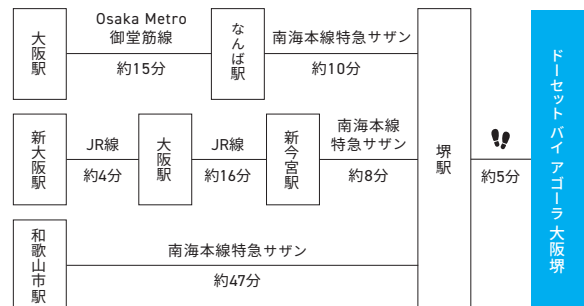 大阪駅
Osaka Metro
御堂筋線
約15分
なんば駅
南海本線特急サザン
約10分
新大阪駅
JR線
約4分
大阪駅
JR線
約16分
新今宮駅
南海本線
特急サザン
約8分
和歌山市駅
南海本線特急サザン
約47分
堺駅
約5分
ドーセット バイ アゴーラ 大阪堺